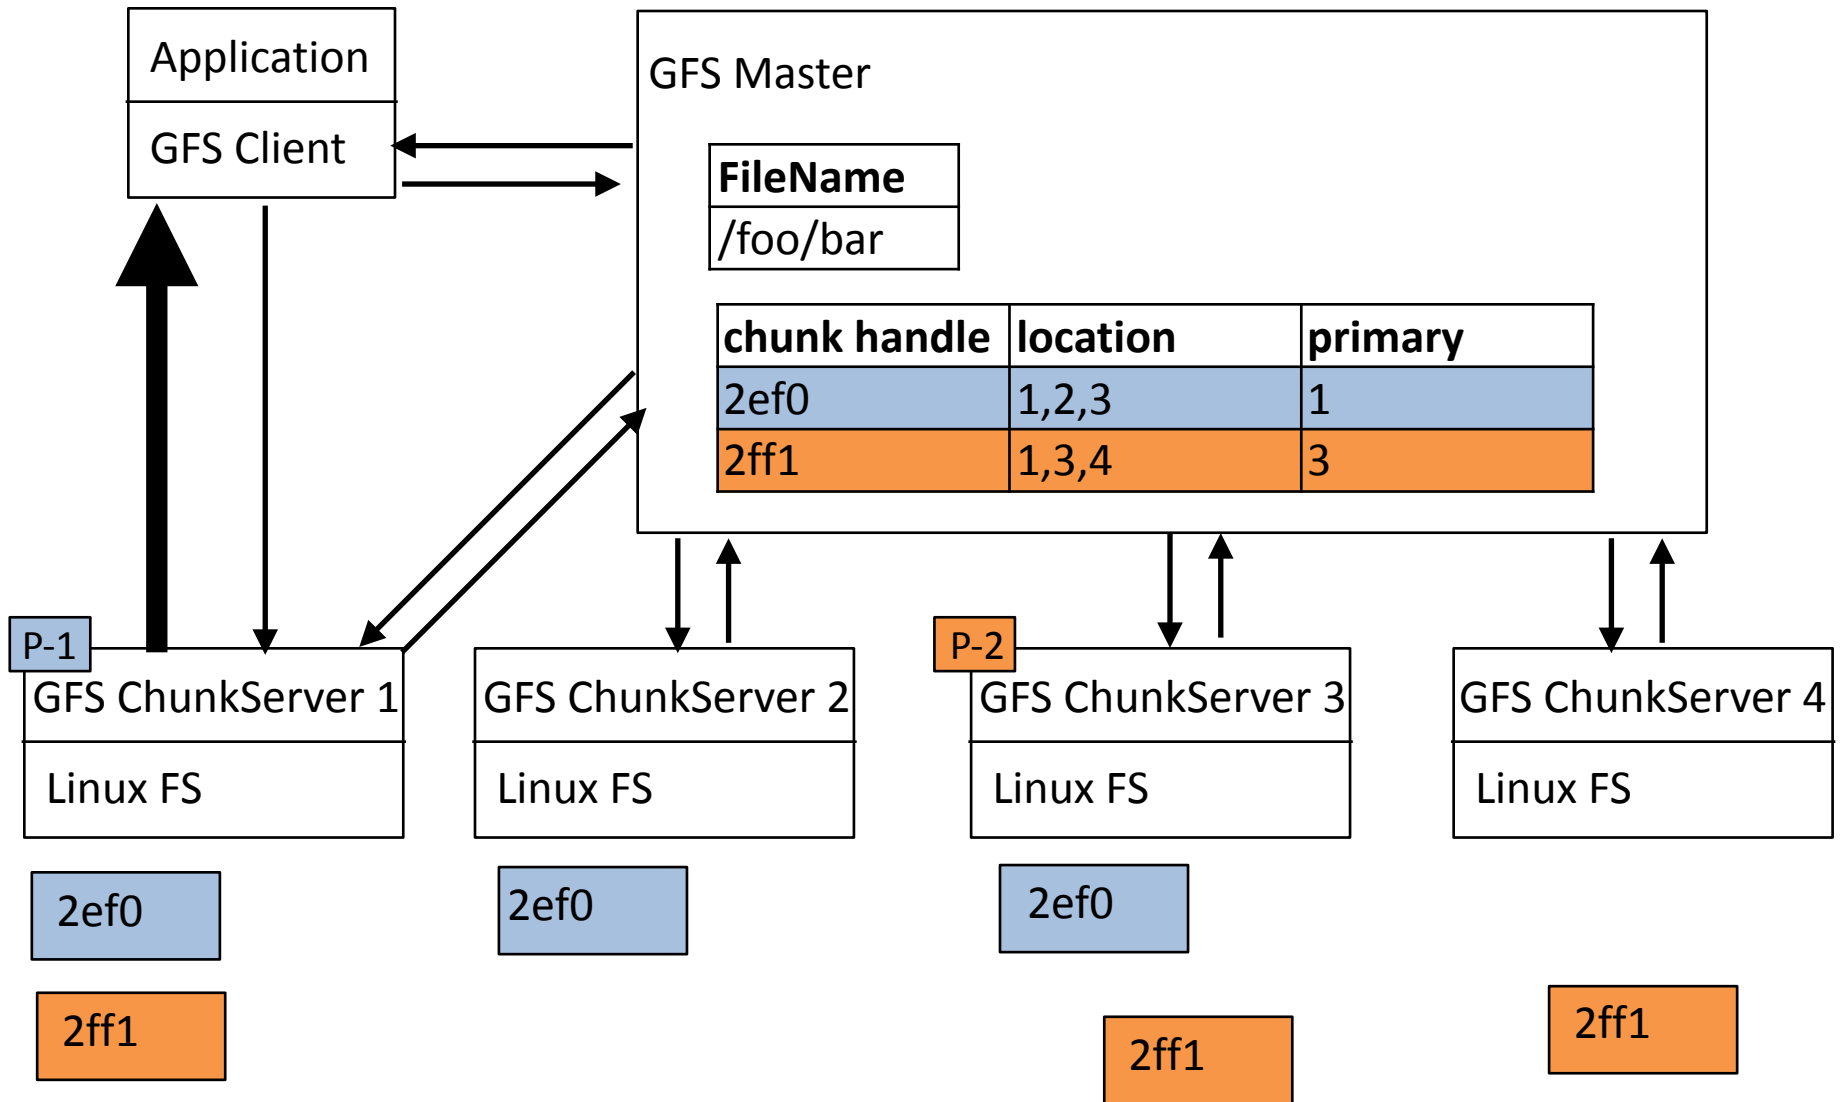 Application
GFS Client
GFS Master
FileName
/foo/bar
chunk handle location primary
2ef0 1,2,3 1
2ff1 1,3,4 3
P-1
GFS ChunkServer 1
Linux FS
2ef0
2ff1
GFS ChunkServer 2
Linux FS
2ef0
P-2
GFS ChunkServer 3
Linux FS
2ef0
2ff1
GFS ChunkServer 4
Linux FS
2ff1